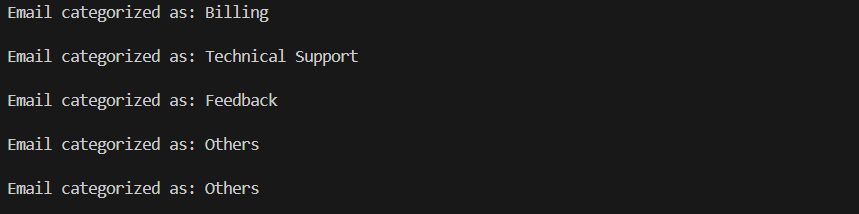 Email categorized as: Billing
Email categorized as: Technical Support
Email categorized as: Feedback
Email categorized as: Others
Email categorized as: Others